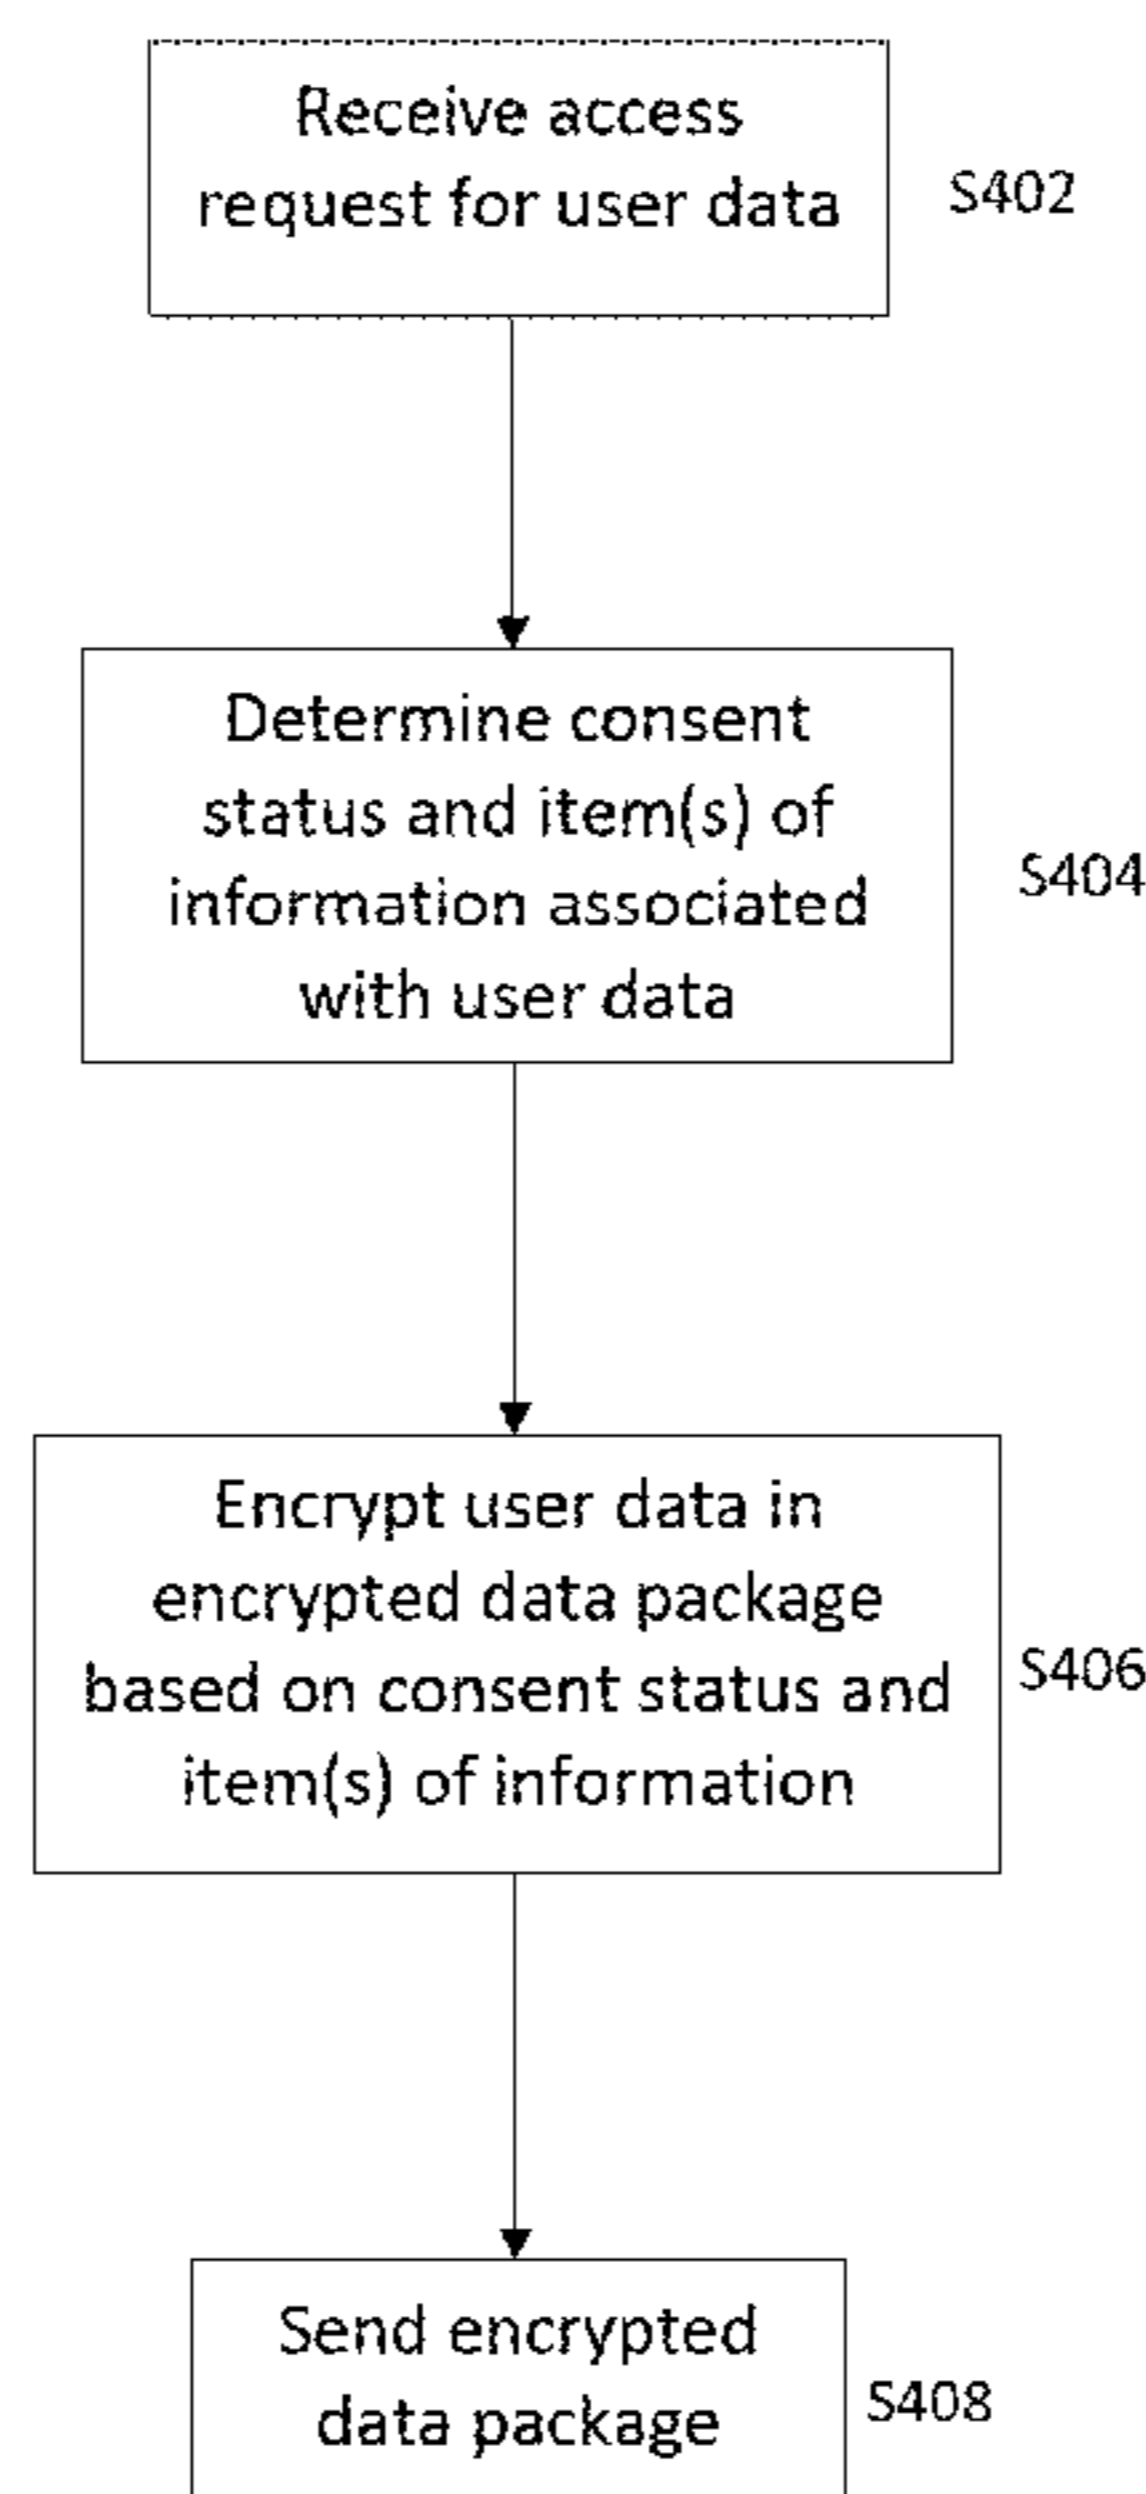 Receive access
request for user data
S402
Determine consent
status and item(s) of
information associated
with user data
S404
Encrypt user data in
encrypted data package
based on consent status and
item(s) of information
S406
Send encrypted
data package
S408